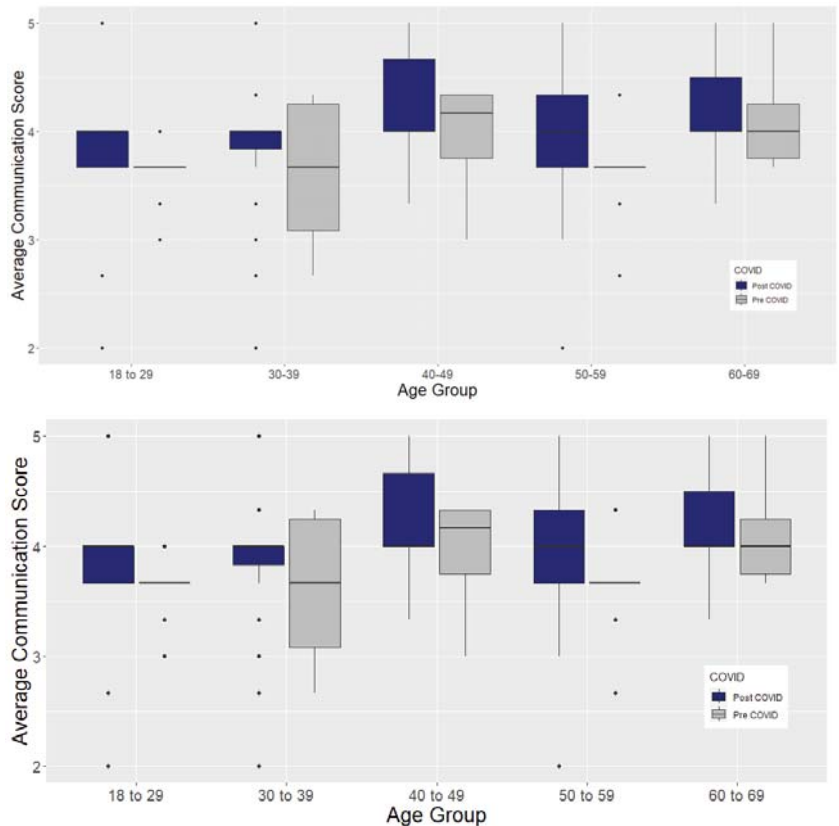 5
4
3
2
Average Communication Score
COVID
Post COVID
Pre COVID
18 to 29
30-39
40-49
50-59
60-69
Age Group
5
4
3
2
Average Communication Score
COVID
Post COVID
Pre COVID
18 to 29
30 to 39
40 to 49
50 to 59
60 to 69
Age Group